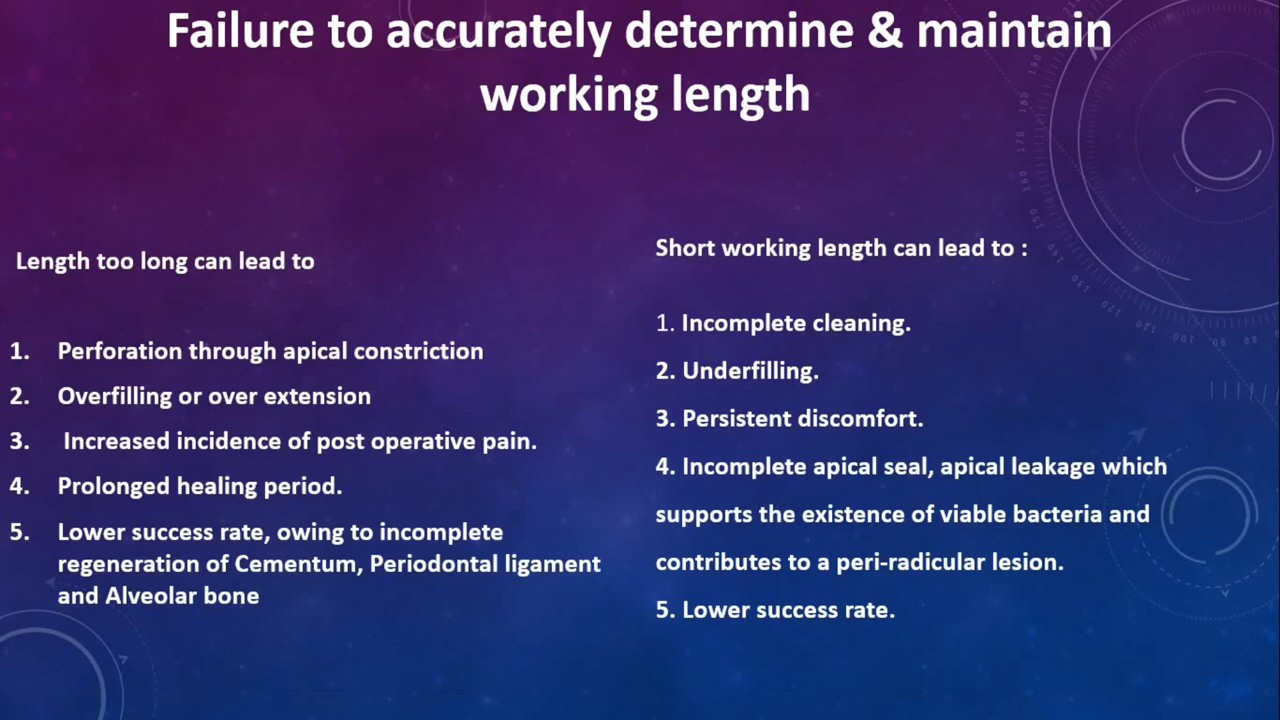 Failure to accurately determine & maintain
working length
Length too long can lead to
1. Perforation through apical constriction
2. Overfilling or over extension
3. Increased incidence of post operative pain.
4. Prolonged healing period.
5. Lower success rate, owing to incomplete
regeneration of Cementum, Periodontal ligament
and Alveolar bone
Short working length can lead to :
1. Incomplete cleaning.
2. Underfilling.
3. Persistent discomfort.
4. Incomplete apical seal, apical leakage which
supports the existence of viable bacteria and
contributes to a peri-radicular lesion.
5. Lower success rate.